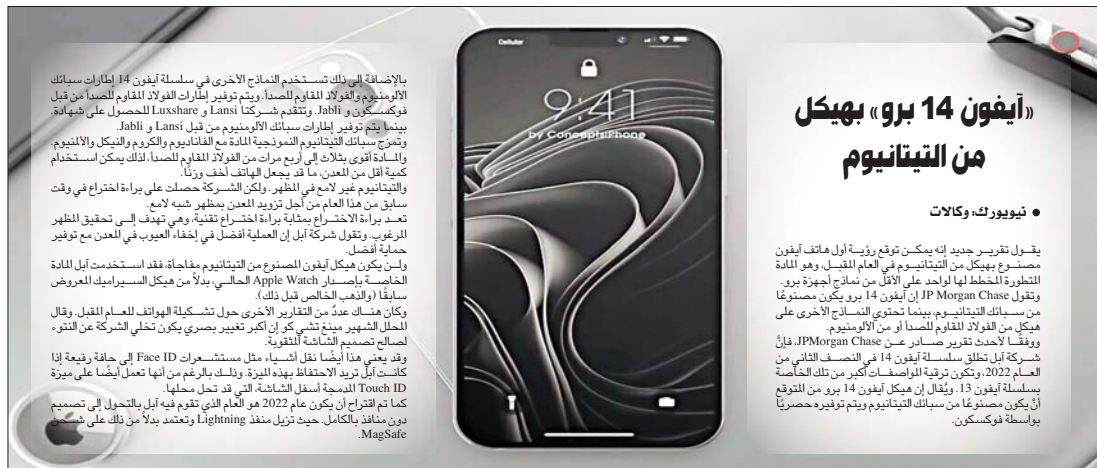 «آيفون 14 برو» بهيكل
من التيتانيوم
● نيويورك: وكالات
يقـول تقريـر جديد إنه يمكـن توقع رؤيـة أول هاتف آيفون
مصنـوع بهيكل من التيتانيـوم في العام المقبـل، وهو المادة
المتطورة المخطط لها لواحد على الأقل من نماذج أجهزة برو.
وتقول JP Morgan Chase إن آيفون 14 برو يكون مصنوعًا
من سبـائك التيتانيـوم، بينما تحتوي النمـاذج الأخرى على
هيكل من الفولاذ المقاوم للصدأ أو من الألومنيوم.
ووفقًـا لأحدث تقرير صـادر عـن JPMorgan Chase، فإنَّ
شـركة آبل تطلق سلسـلة آيفون 14 في النصـف الثاني من
العـام 2022، وتكون ترقية المواصفـات أكبر من تلك الخاصة
بسلسلة آيفون 13. ويُقال إن هيكل آيفون 14 برو من المتوقع
أنْ يكون مصنوعًا من سبائك التيتانيوم ويتم توفيره حصريًا
بواسطة فوكسكون.
بالإضافة إلى ذلك تستـخدم النماذج الأخرى في سلسلة آيفون 14 إطارات سبائك
الألومنيوم والفولاذ المقاوم للصدأ. ويتم توفير إطارات الفولاذ المقاوم للصدأ من قبل
فوكسـكون و Jabli. وتتقدم شـركتا Lansi و Luxshare للحصول على شهادة.
بينما يتم توفير إطارات سبائك الألومنيوم من قبل Lansi و Jabli.
وتمزج سبائك التيتانيوم النموذجية المادة مع الفاناديوم والكروم والنيكل والألمنيوم.
والمـادة أقوى بثلاث إلى أربع مرات من الفولاذ المقاوم للصدأ، لذلك يمكن اسـتخدام
كمية أقل من المعدن، ما قد يجعل الهاتف أخف وزنًا.
والتيتانيوم غير لامع في المظهر. ولكن الشـركة حصلت على براءة اختراع في وقت
سابق من هذا العام من أجل تزويد المعدن بمظهر شبه لامع.
تعـد براءة الاختـراع بمثابة براءة اختـراع تقنية، وهي تهدف إلـى تحقيق المظهر
المرغوب. وتقول شركة آبل إن العملية أفضل في إخفاء العيوب في المعدن مع توفير
حماية أفضل.
ولـن يكون هيكل آيفون المصنوع من التيتانيوم مفاجأة، فقد اسـتخدمت آبل المادة
الخاصـة بإصـدار Apple Watch الحالـي، بدلاً من هيكل السـيراميك المعروض
سابقًا (والذهب الخالص قبل ذلك).
وكان هنـاك عددٌ من التقارير الأخرى حول تشـكيلة الهواتف للعـام المقبل. وقال
المحلل الشهير مينغ تشي كو إن أكبر تغيير بصري يكون تخلي الشركة عن النتوء
لصالح تصميم الشاشة المثقوبة.
وقد يعني هذا أيضًا نقل أشـياء مثل مستشـعرات Face ID إلى حافة رفيعة إذا
كانـت آبل تريد الاحتفاظ بهذه الميزة. وذلـك بالرغم من أنها تعمل أيضًـا على ميزة
Touch ID المدمجة أسفل الشاشة، التي قد تحل محلها.
كما تم اقتراح أن يكون عام 2022 هو العام الذي تقوم فيه آبل بالتحول إلى تصميم
دون منافذ بالكامل. حيث تزيل منفذ Lightning وتعتمد بدلاً من ذلك على شـحن
MagSafe.
Cellular
9:41
by ConceptsiPhone